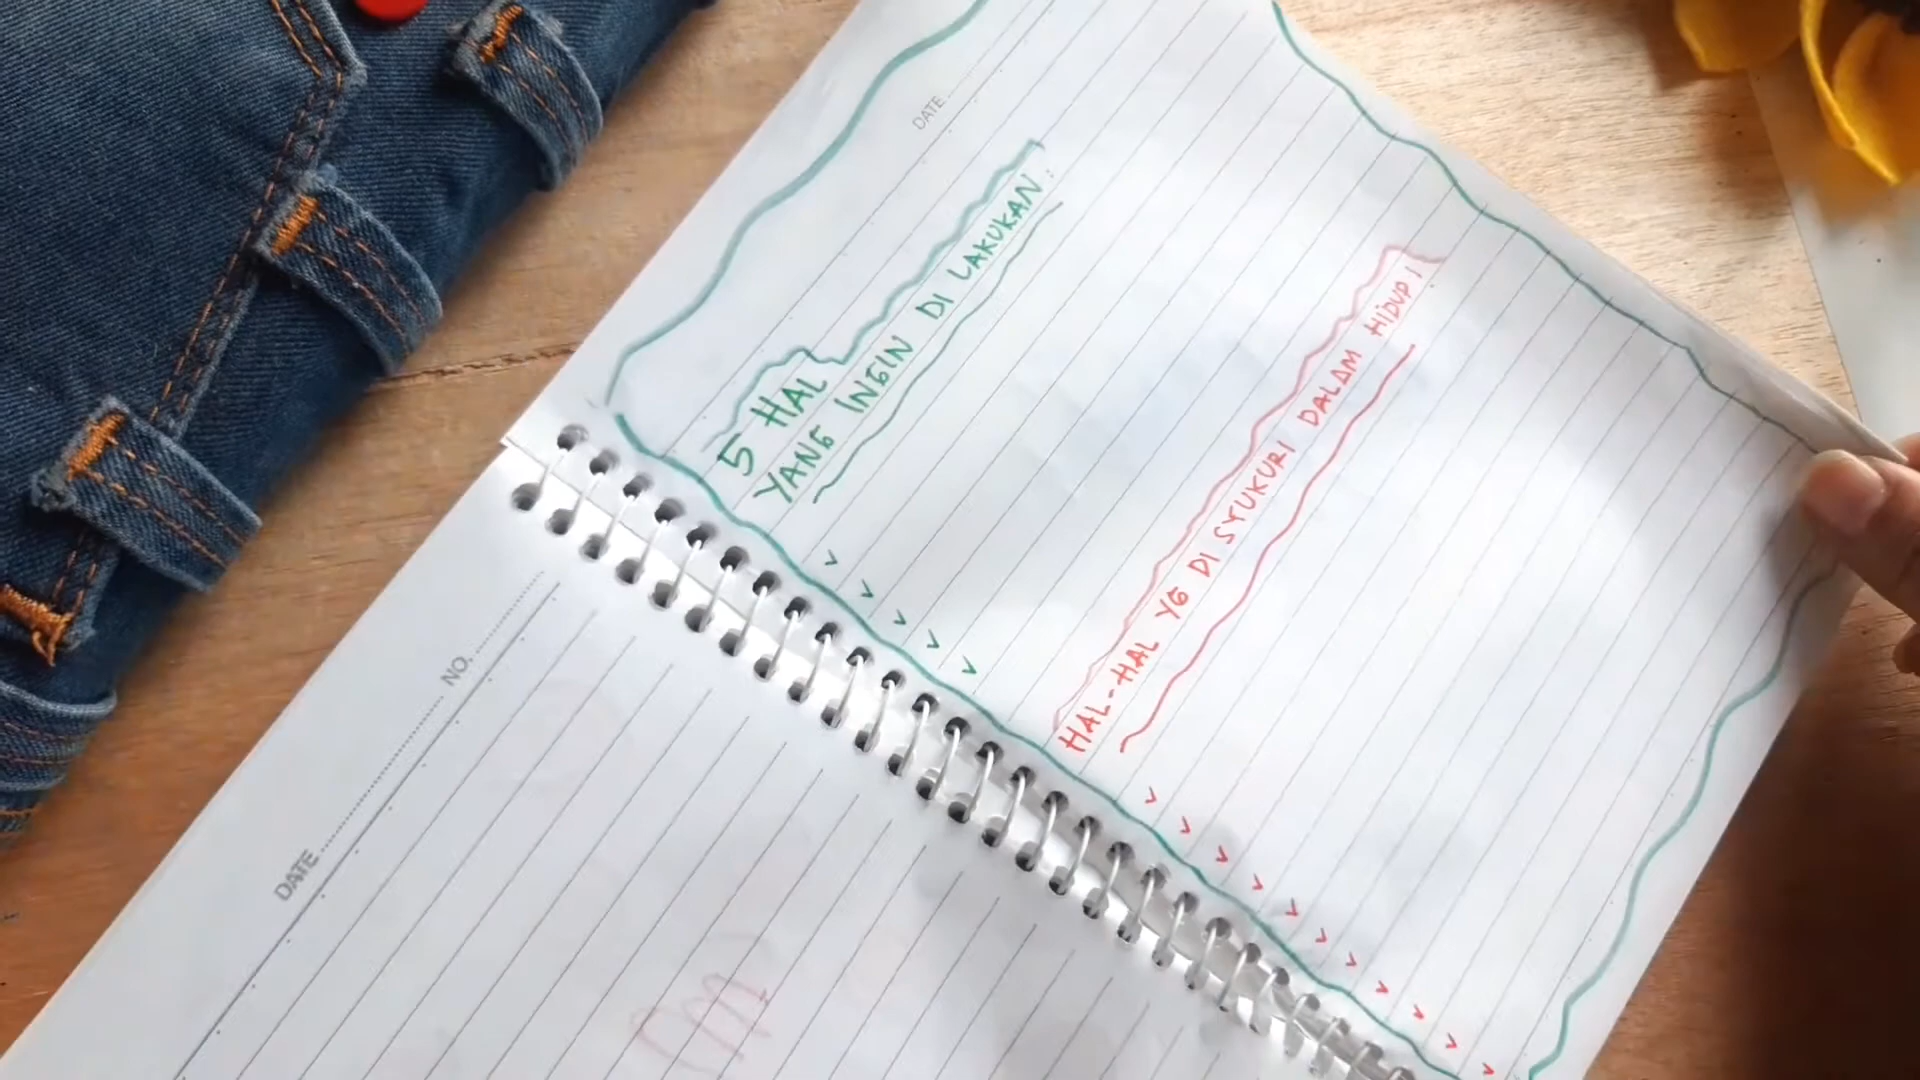 DATE
5 HAL
YANG INGIN DI LAKUKAN :
HAL-HAL YG DI SYUKURI DALAM HIDUP !
NO.
DATE